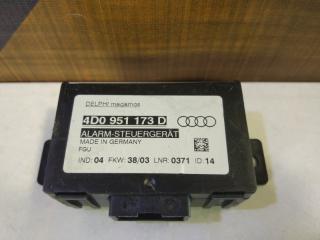 DELPHI megamos
4D0 951 173 D
ALARM-STEUERGERÄT
MADE IN GERMANY
FGU
IND: 04 FKW: 38/03 LNR: 0371 ID: 14